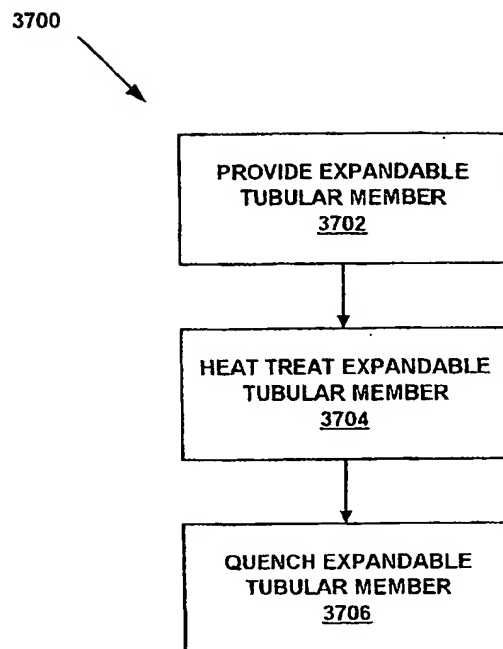 3700
PROVIDE EXPANDABLE
TUBULAR MEMBER
3702
HEAT TREAT EXPANDABLE
TUBULAR MEMBER
3704
QUENCH EXPANDABLE
TUBULAR MEMBER
3706